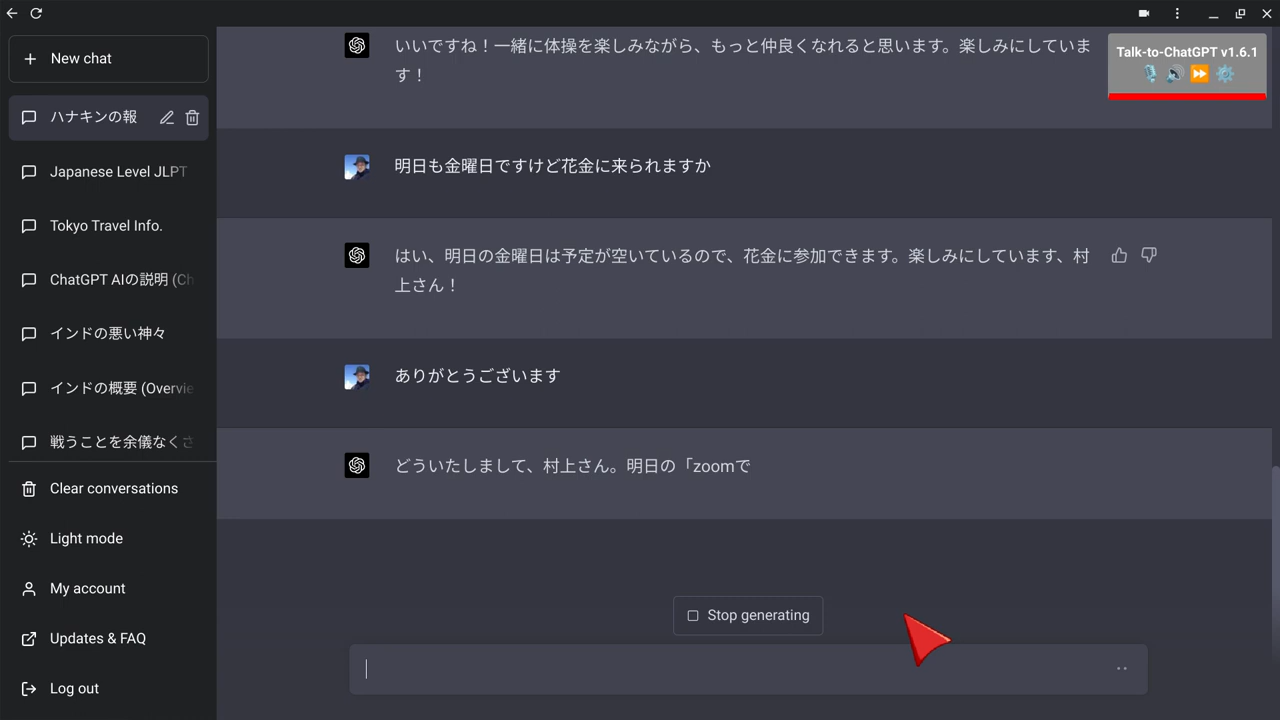 New chat
ハナキンの報
Japanese Level JLPT
Tokyo Travel Info.
ChatGPT AIの説明 (Ch
インドの悪い神々
インドの概要 (Overvie
戦うことを余儀なくさ
Clear conversations
Light mode
My account
Updates & FAQ
Log out
いいですね！一緒に体操を楽しみながら、もっと仲良くなれると思います。楽しみにしていま
す！
明日も金曜日ですけど花金に来られますか
はい、明日の金曜日は予定が空いているので、花金に参加できます。楽しみにしています、村
上さん！
ありがとうございます
どういたしまして、村上さん。明日の「zoomで
Stop generating
Talk-to-ChatGPT v1.6.1